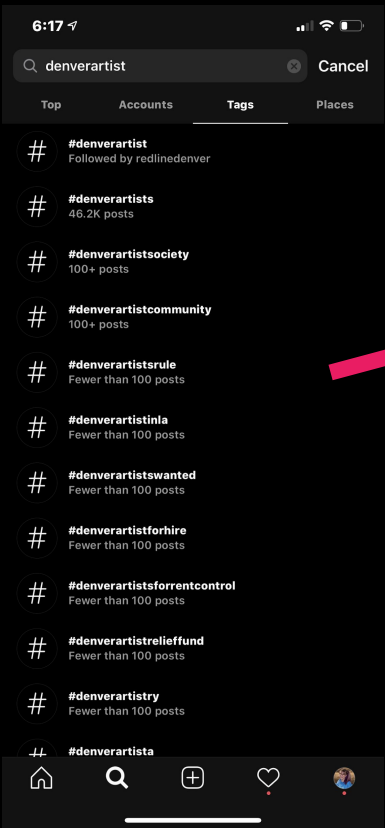 6:17
denverartist
Cancel
Top Accounts Tags Places
# #denverartist
Followed by redlinedenver
# #denverartists
46.2K posts
# #denverartistsociety
100+ posts
# #denverartistcommunity
100+ posts
# #denverartistsrule
Fewer than 100 posts
# #denverartistinla
Fewer than 100 posts
# #denverartistswanted
Fewer than 100 posts
# #denverartistforhire
Fewer than 100 posts
# #denverartistsforrentcontrol
Fewer than 100 posts
# #denverartistrelieffund
Fewer than 100 posts
# #denverartistry
Fewer than 100 posts
# #denverartista